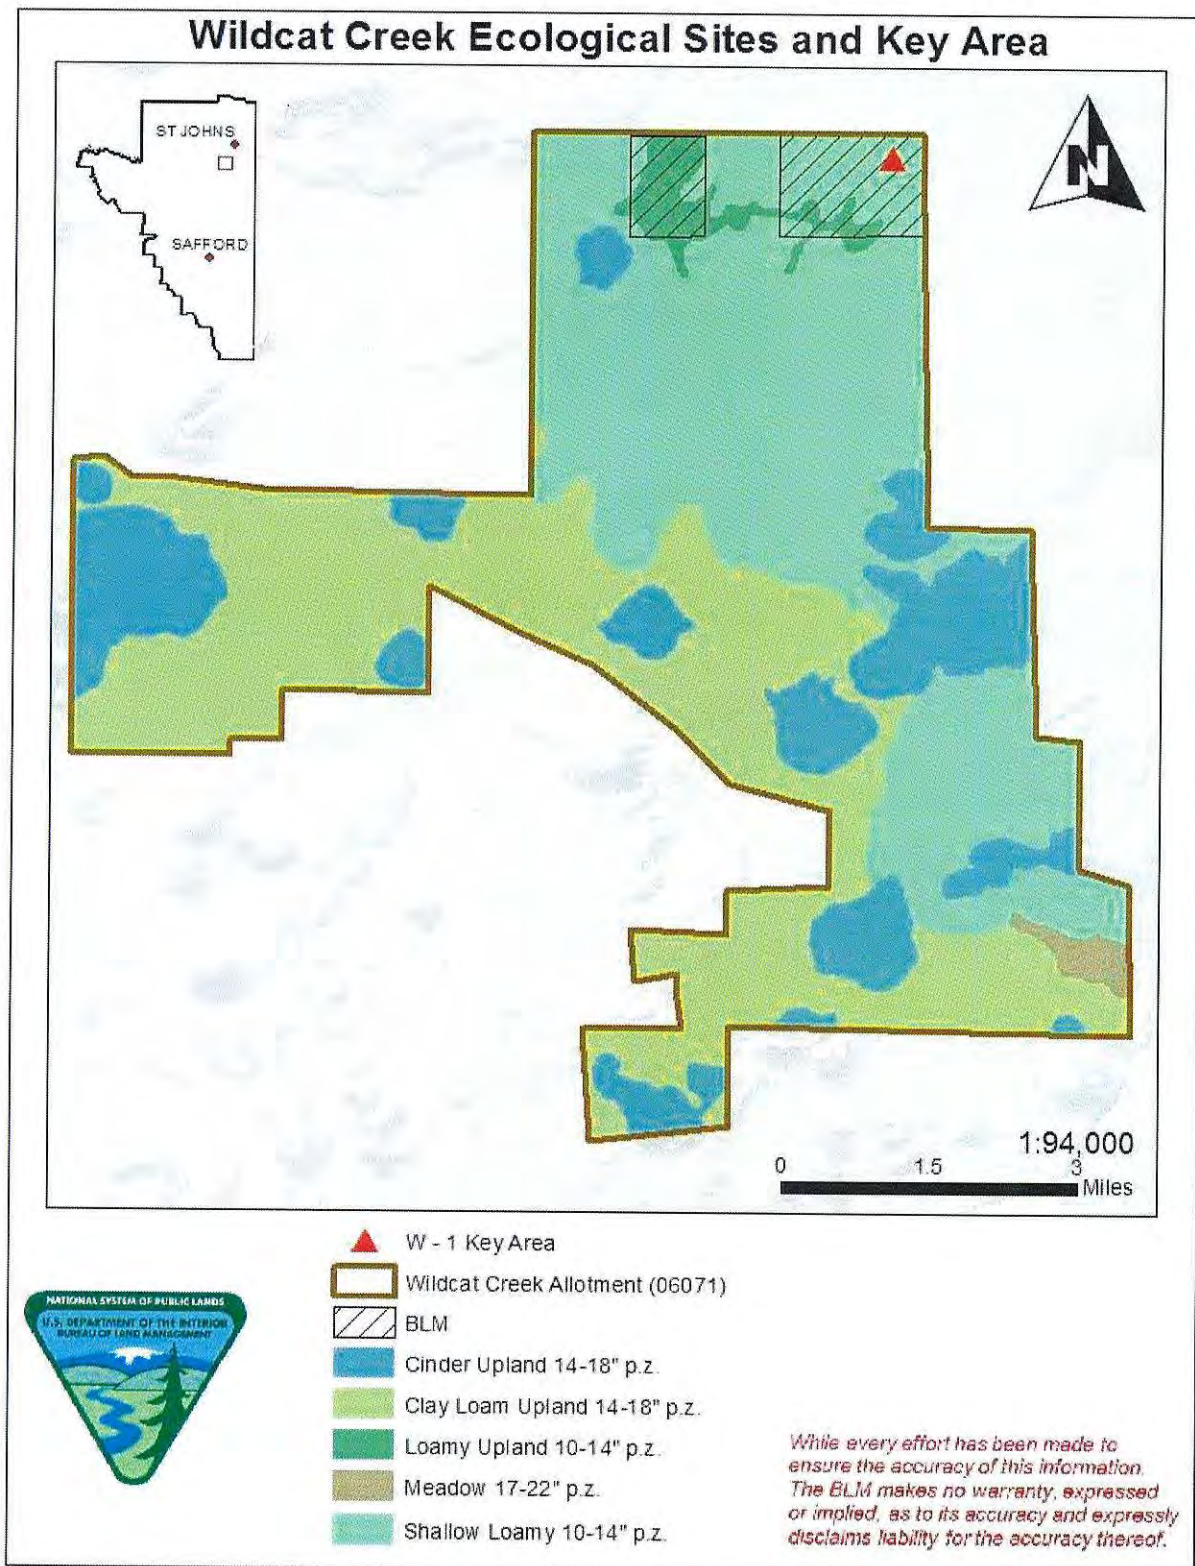 Wildcat Creek Ecological Sites and Key Area
ST JOHNS
SAFFORD
N
1:94,000
0 1.5 3
Miles
W - 1 Key Area
Wildcat Creek Allotment (06071)
BLM
Cinder Upland 14-18" p.z.
Clay Loam Upland 14-18" p.z.
Loamy Upland 10-14" p.z.
Meadow 17-22" p.z.
Shallow Loamy 10-14" p.z.
NATIONAL SYSTEM OF PUBLIC LANDS
U.S. DEPARTMENT OF THE INTERIOR
BUREAU OF LAND MANAGEMENT
While every effort has been made to
ensure the accuracy of this information.
The BLM makes no warranty, expressed
or implied, as to its accuracy and expressly
disclaims liability for the accuracy thereof.